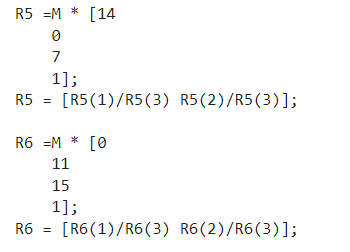 R5 =M * [14
0
7
1];
R5 = [R5(1)/R5(3) R5(2)/R5(3)];
R6 =M * [0
11
15
1];
R6 = [R6(1)/R6(3) R6(2)/R6(3)];